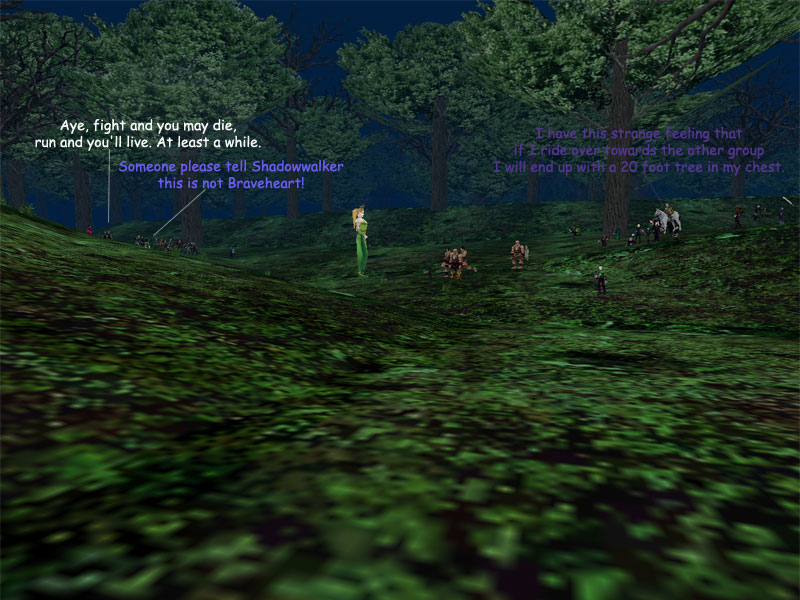 Aye, fight and you may die,
run and you'll live. At least a while.
Someone please tell Shadowwalker
this is not Braveheart!
I have this strange feeling that
if I ride over towards the other group
I will end up with a 20 foot tree in my chest.